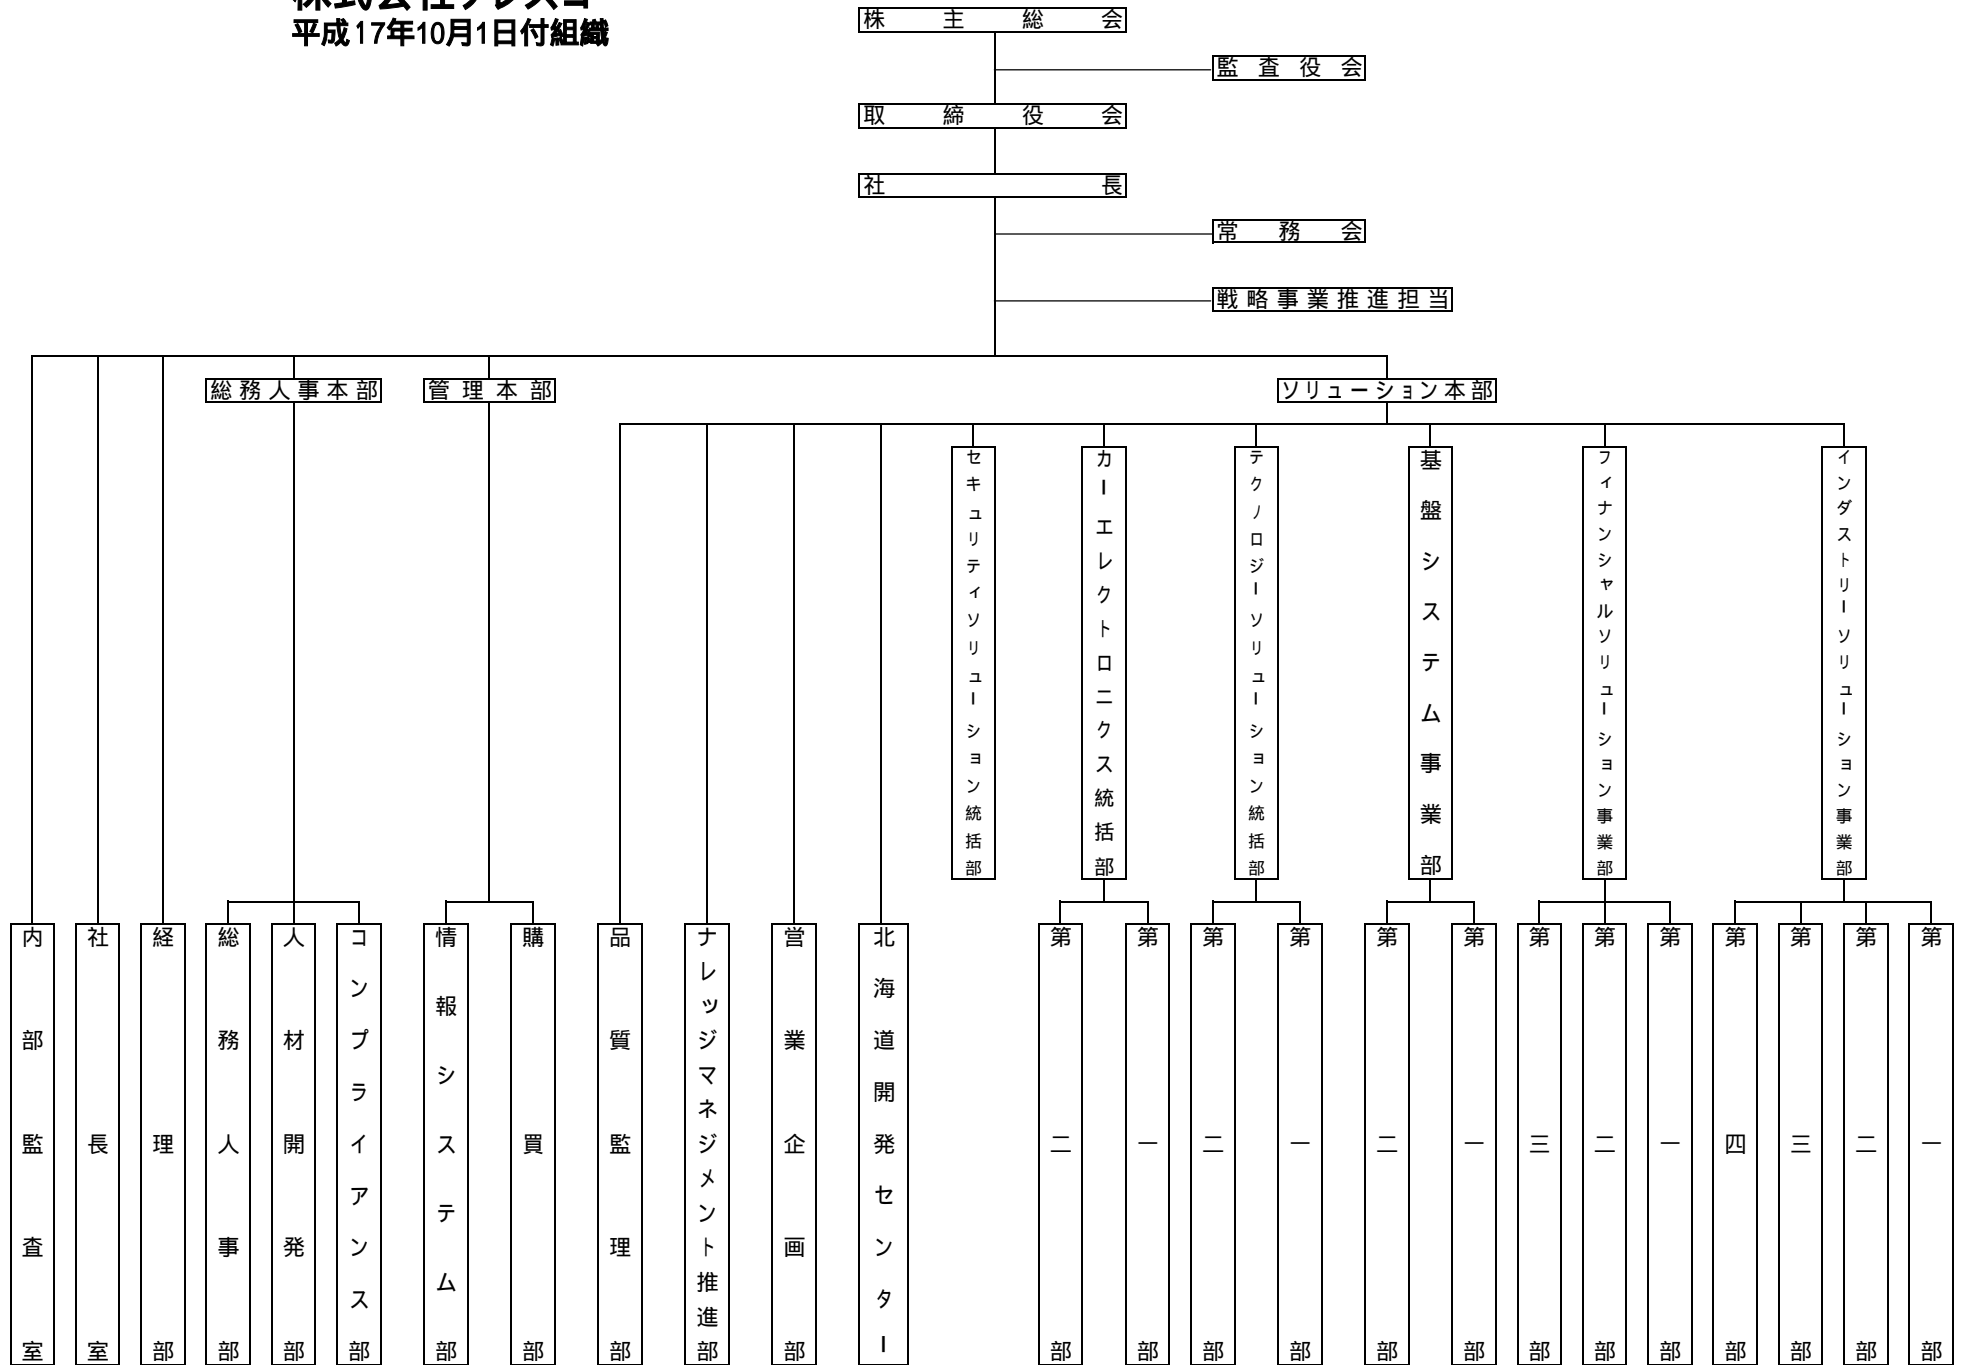 平成17年10月1日付組織
株主総会
監査役会
取締役会
社長
常務会
戦略事業推進担当
総務人事本部
管理本部
ソリューション本部
セキュリティソリューション統括部
カーエレクトロニクス統括部
テクノロジーソリューション統括部
基盤システム事業部
フィナンシャルソリューション事業部
インダストリーソリューション事業部
内部監査室
社長室
経理部
総務人事部
人材開発部
コンプライアンス部
情報システム部
購買部
品質監理部
ナレッジマネジメント推進部
営業企画部
北海道開発センター
第二部
第一部
第二部
第一部
第二部
第一部
第三部
第二部
第一部
第四部
第三部
第二部
第一部